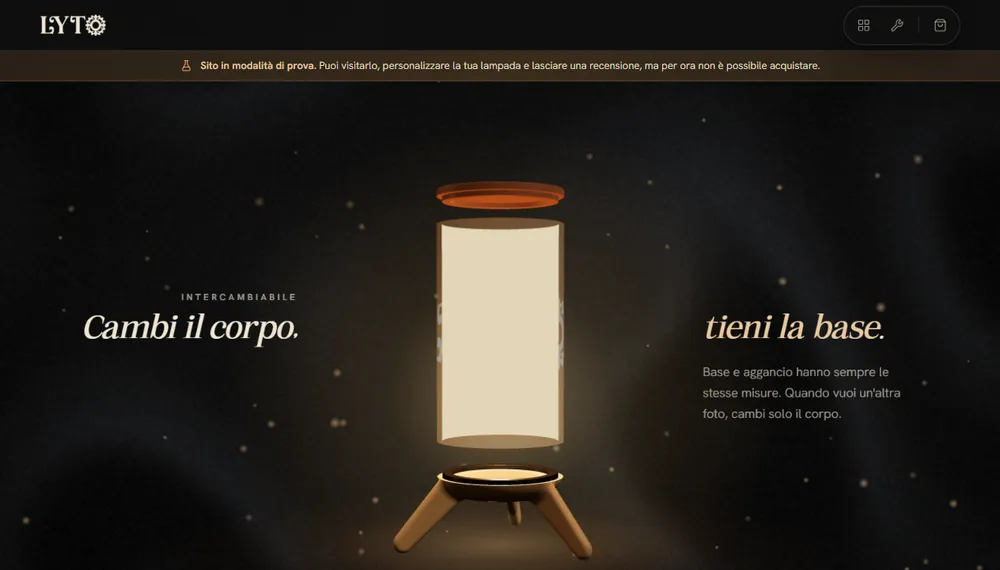 LYTO
Sito in modalità di prova. Puoi visitarlo, personalizzare la tua lampada e lasciare una recensione, ma per ora non è possibile acquistare.
INTERCAMBIABILE
Cambi il corpo.
tieni la base.
Base e aggancio hanno sempre le
stesse misure. Quando vuoi un'altra
foto, cambi solo il corpo.